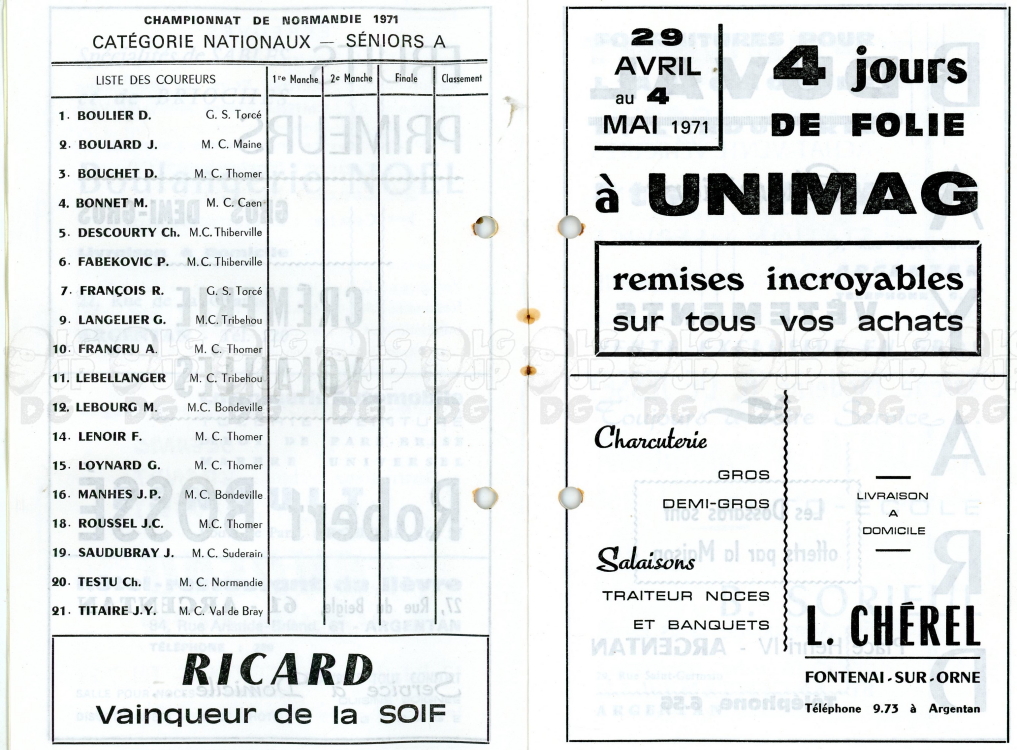 CHAMPIONNAT DE NORMANDIE 1971
CATÉGORIE NATIONAUX — SÉNIORS A
LISTE DES COUREURS 1re Manche 2e Manche Finale Classement
1. BOULIER D. G. S. Torcé
2. BOULARD J. M. C. Maine
3. BOUCHET D. M. C. Thomer
4. BONNET M. M. C. Caen
5. DESCOURTY Ch. M.C. Thiberville
6. FABEKOVIC P. M. C. Thiberville
7. FRANÇOIS R. G. S. Torcé
9. LANGELIER G. M.C. Tribehou
10. FRANCRU A. M. C. Thomer
11. LEBELLANGER M. C. Tribehou
12. LEBOURG M. M.C. Bondeville
14. LENOIR F. M. C. Thomer
15. LOYNARD G. M. C. Thomer
16. MANHES J.P. M. C. Bondeville
18. ROUSSEL J.C. M.C. Thomer
19. SAUDUBRAY J. M. C. Suderain
20. TESTU Ch. M. C. Normandie
21. TITAIRE J.Y. M. C. Val de Bray
RICARD
Vainqueur de la SOIF
29
AVRIL
au 4
MAI 1971
4 jours
DE FOLIE
à UNIMAG
remises incroyables
sur tous vos achats
Charcuterie
GROS
DEMI-GROS
Salaisons
TRAITEUR NOCES
ET BANQUETS
LIVRAISON
A
DOMICILE
L. CHÉREL
FONTENAI-SUR-ORNE
Téléphone 9.73 à Argentan